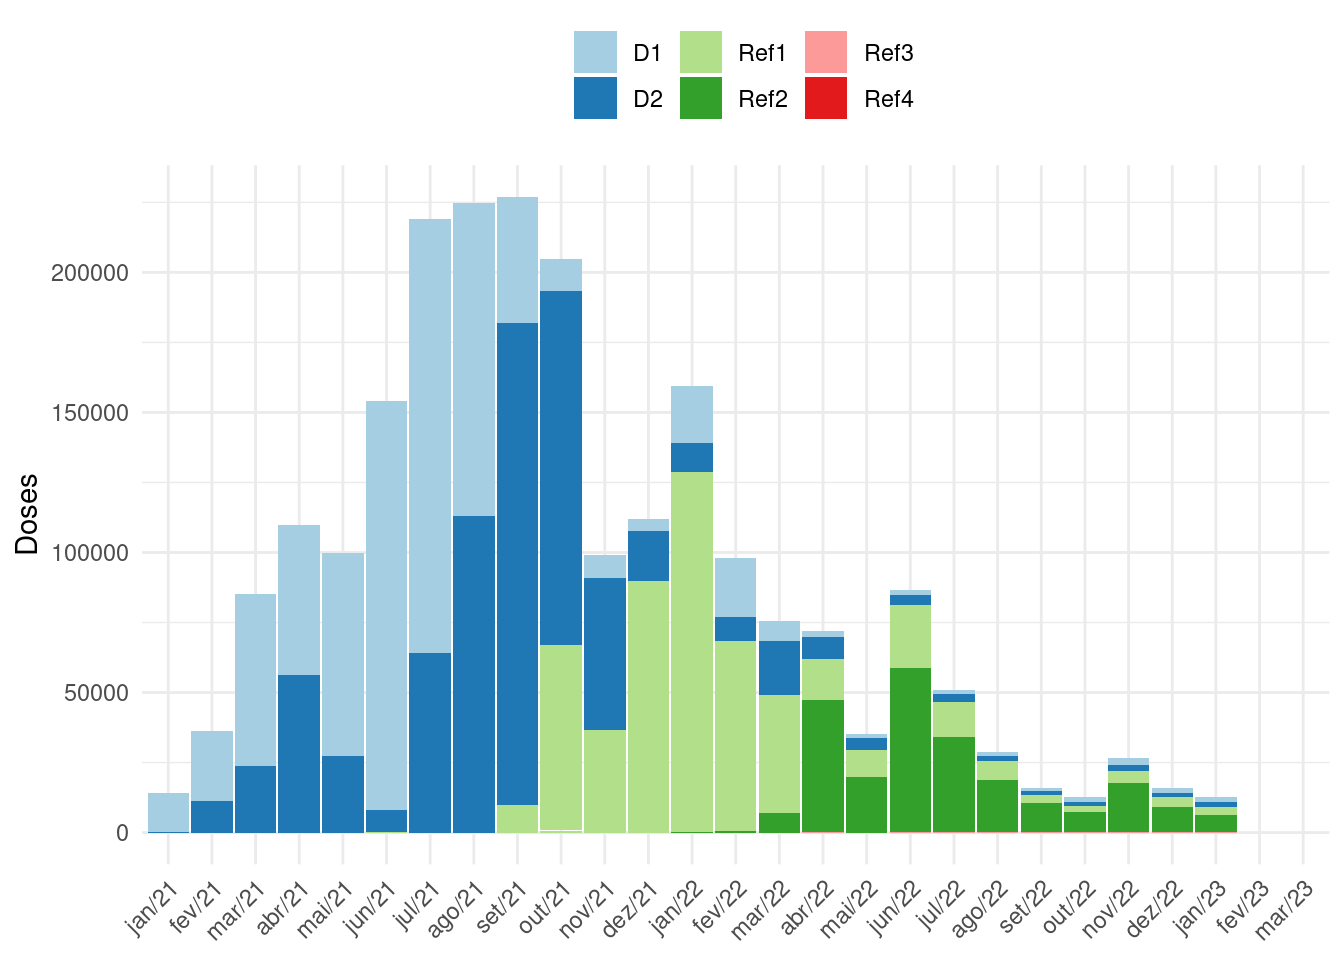 D1 Ref1 Ref3
D2 Ref2 Ref4
Doses
200000
150000
100000
50000
0
jan/21 fev/21 mar/21 abr/21 mai/21 jun/21 jul/21 ago/21 set/21 out/21 nov/21 dez/21 jan/22 fev/22 mar/22 abr/22 mai/22 jun/22 jul/22 ago/22 set/22 out/22 nov/22 dez/22 jan/23 fev/23 mar/23